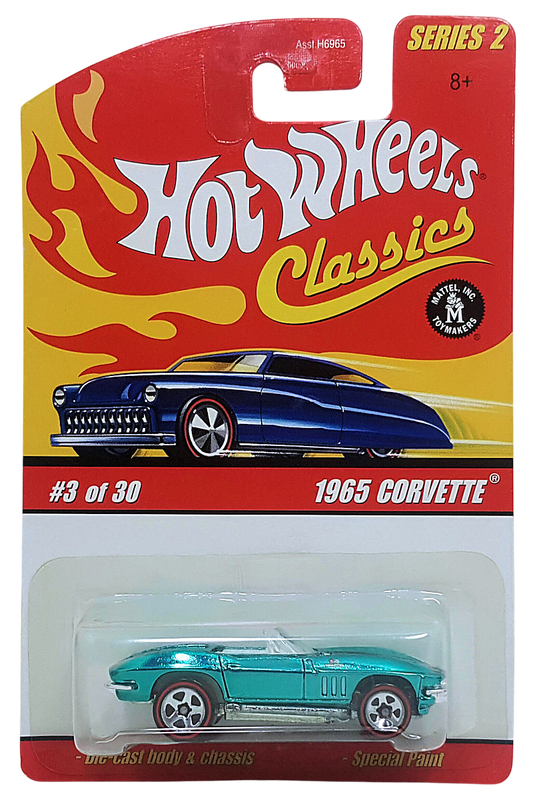 Asst H6965
SERIES 2
8+
HOT WHEELS®
Classics
MATTEL, INC.
M
TOYMAKERS
®
#3 of 30
1965 CORVETTE®
- Die-cast body & chassis
- Special Paint